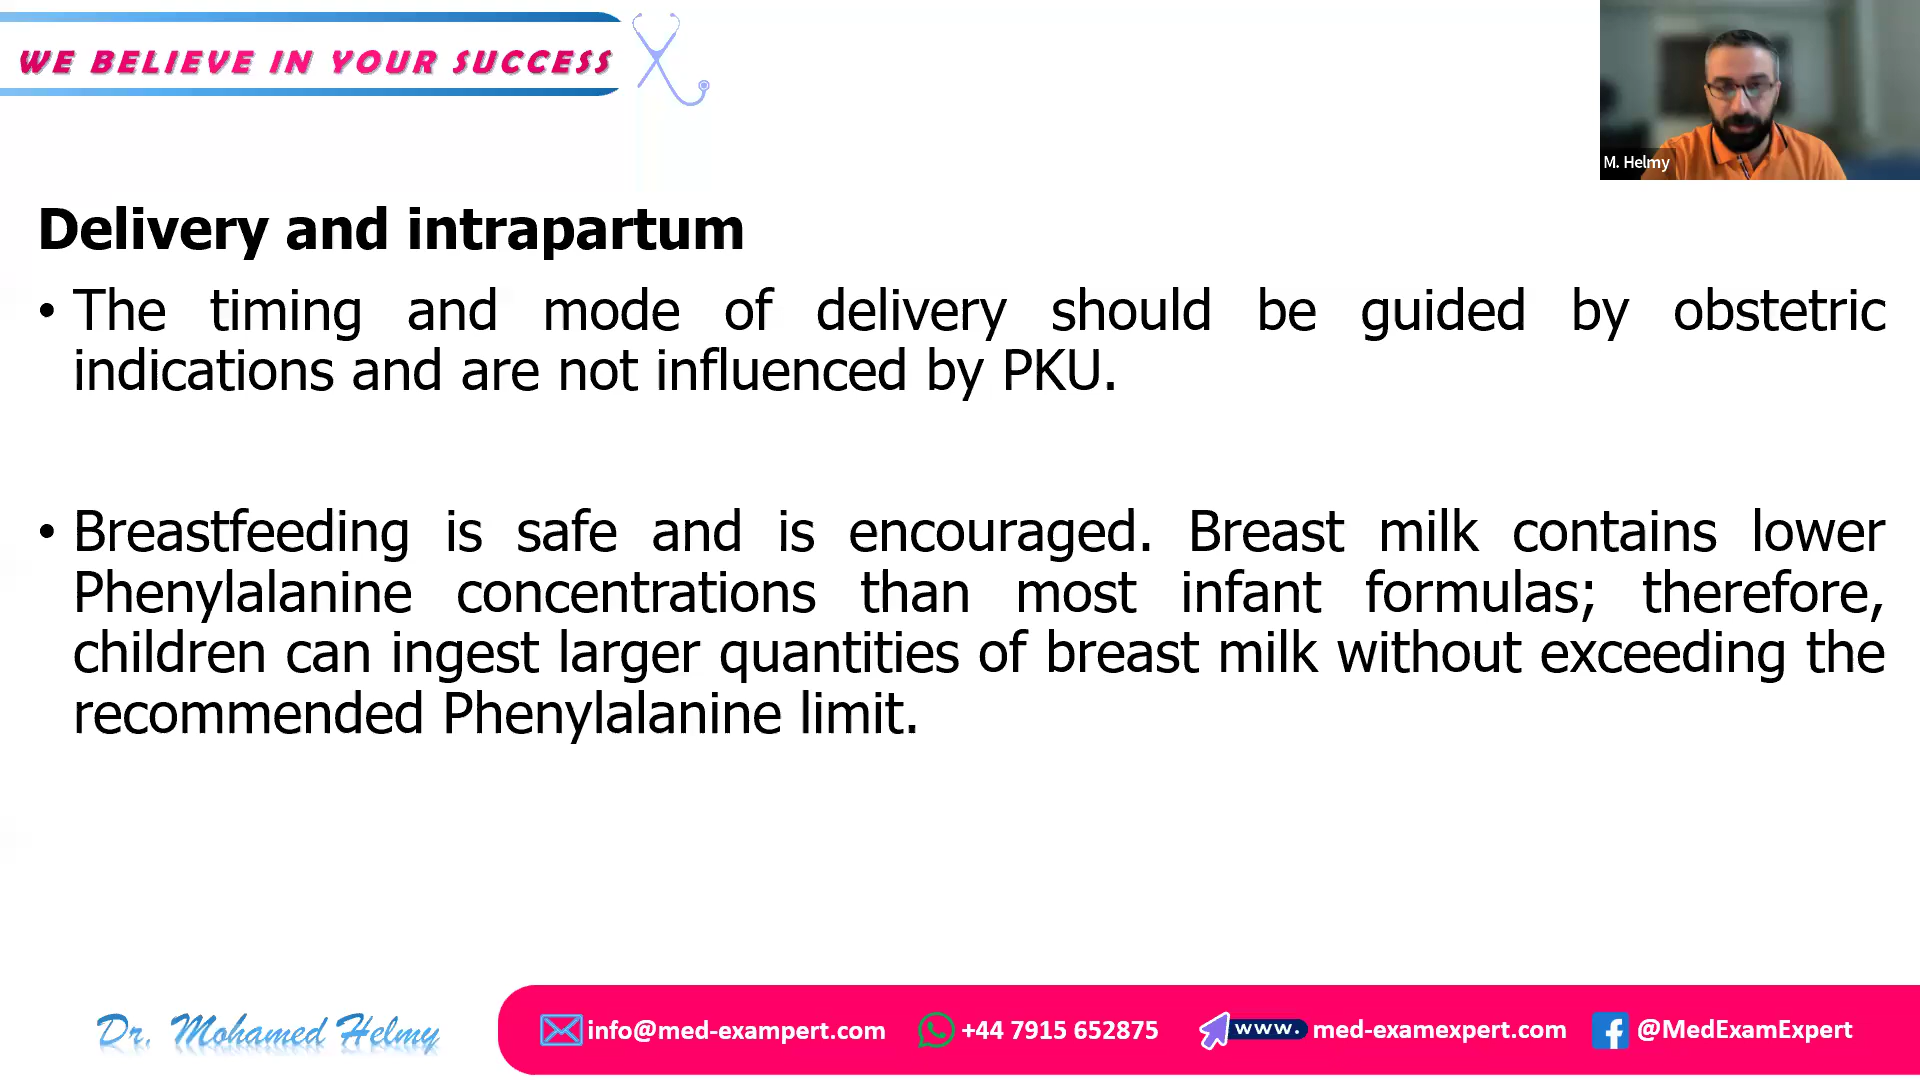 WE BELIEVE IN YOUR SUCCESS
M. Helmy
Delivery and intrapartum
• The timing and mode of delivery should be guided by obstetric
indications and are not influenced by PKU.
• Breastfeeding is safe and is encouraged. Breast milk contains lower
Phenylalanine concentrations than most infant formulas; therefore,
children can ingest larger quantities of breast milk without exceeding the
recommended Phenylalanine limit.
Dr. Mohamed Helmy
info@med-exampert.com
+44 7915 652875
www. med-examexpert.com
@MedExamExpert